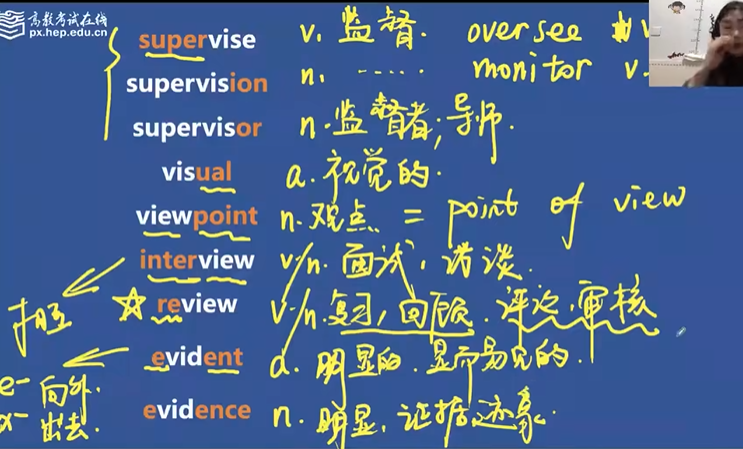 高教考试在线
px.hep.edu.cn
supervise v. 监督. oversee v
supervision n. ..... monitor v.
supervisor n. 监督者; 导师.
visual a. 视觉的.
viewpoint n. 观点 = point of view
interview v/n. 面试, 访谈.
相互
review v/n. 复习, 回顾. 评论, 审核
evident a. 明显的. 显而易见的.
e- 向外.
出去.
evidence n. 明显, 证据, 迹象.